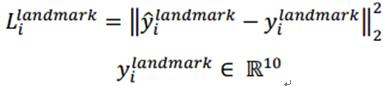 L_i^{landmark} = ‖ŷ_i^{landmark} − y_i^{landmark}‖_2^2
y_i^{landmark} ∈ ℝ^{10}